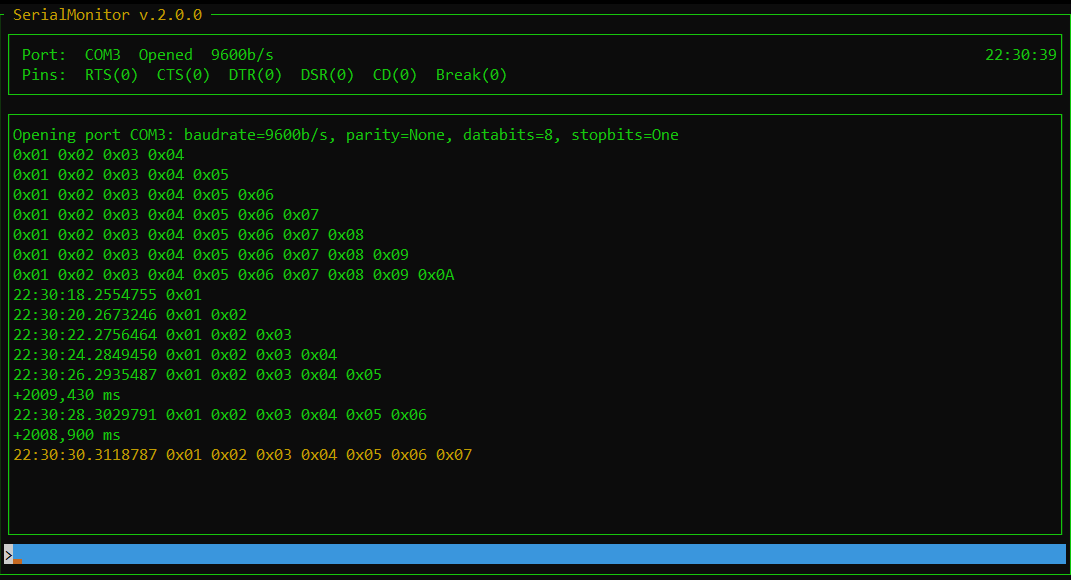 SerialMonitor v.2.0.0
Port: COM3 Opened 9600b/s 22:30:39
Pins: RTS(0) CTS(0) DTR(0) DSR(0) CD(0) Break(0)
Opening port COM3: baudrate=9600b/s, parity=None, databits=8, stopbits=One
0x01 0x02 0x03 0x04
0x01 0x02 0x03 0x04 0x05
0x01 0x02 0x03 0x04 0x05 0x06
0x01 0x02 0x03 0x04 0x05 0x06 0x07
0x01 0x02 0x03 0x04 0x05 0x06 0x07 0x08
0x01 0x02 0x03 0x04 0x05 0x06 0x07 0x08 0x09
0x01 0x02 0x03 0x04 0x05 0x06 0x07 0x08 0x09 0x0A
22:30:18.2554755 0x01
22:30:20.2673246 0x01 0x02
22:30:22.2756464 0x01 0x02 0x03
22:30:24.2849450 0x01 0x02 0x03 0x04
22:30:26.2935487 0x01 0x02 0x03 0x04 0x05
+2009,430 ms
22:30:28.3029791 0x01 0x02 0x03 0x04 0x05 0x06
+2008,900 ms
22:30:30.3118787 0x01 0x02 0x03 0x04 0x05 0x06 0x07
>